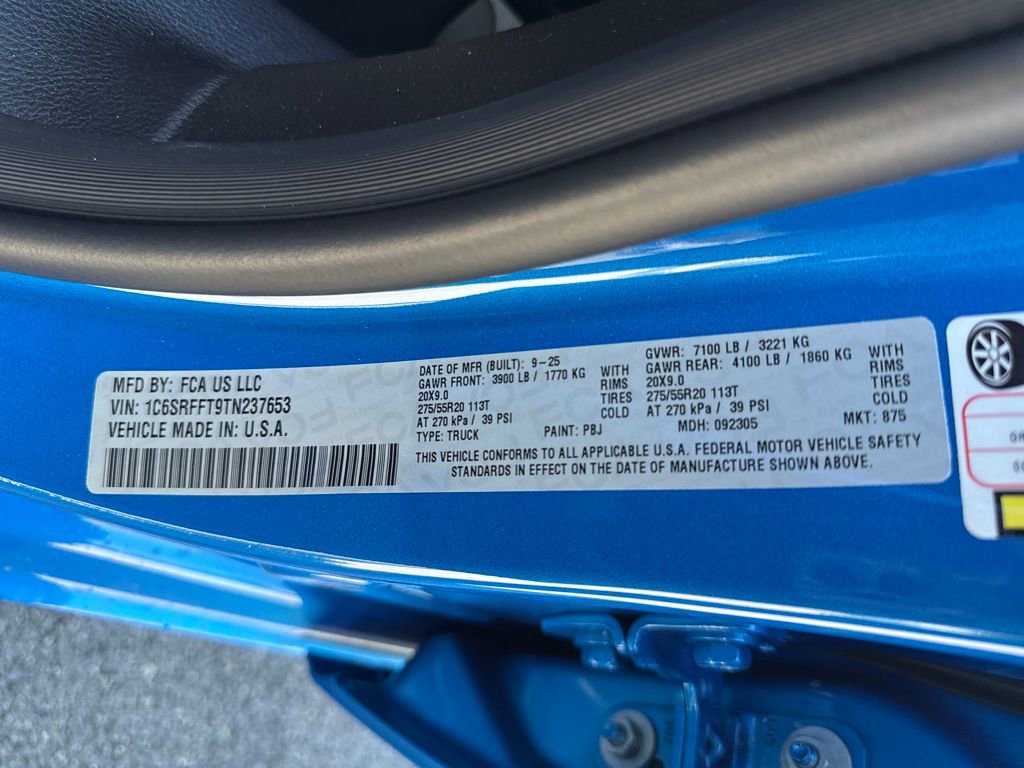 MFD BY: FCA US LLC
VIN: 1C6SRFFT9TN237653
VEHICLE MADE IN: U.S.A.
DATE OF MFR (BUILT): 9-25
GAWR FRONT: 3900 LB / 1770 KG WITH
20X9.0 RIMS
275/55R20 113T TIRES
AT 270 kPa / 39 PSI COLD
TYPE: TRUCK PAINT: PBJ
GVWR: 7100 LB / 3221 KG
GAWR REAR: 4100 LB / 1860 KG WITH
20X9.0 RIMS
275/55R20 113T TIRES
AT 270 kPa / 39 PSI COLD
MDH: 092305 MKT: 875
THIS VEHICLE CONFORMS TO ALL APPLICABLE U.S.A. FEDERAL MOTOR VEHICLE SAFETY
STANDARDS IN EFFECT ON THE DATE OF MANUFACTURE SHOWN ABOVE.